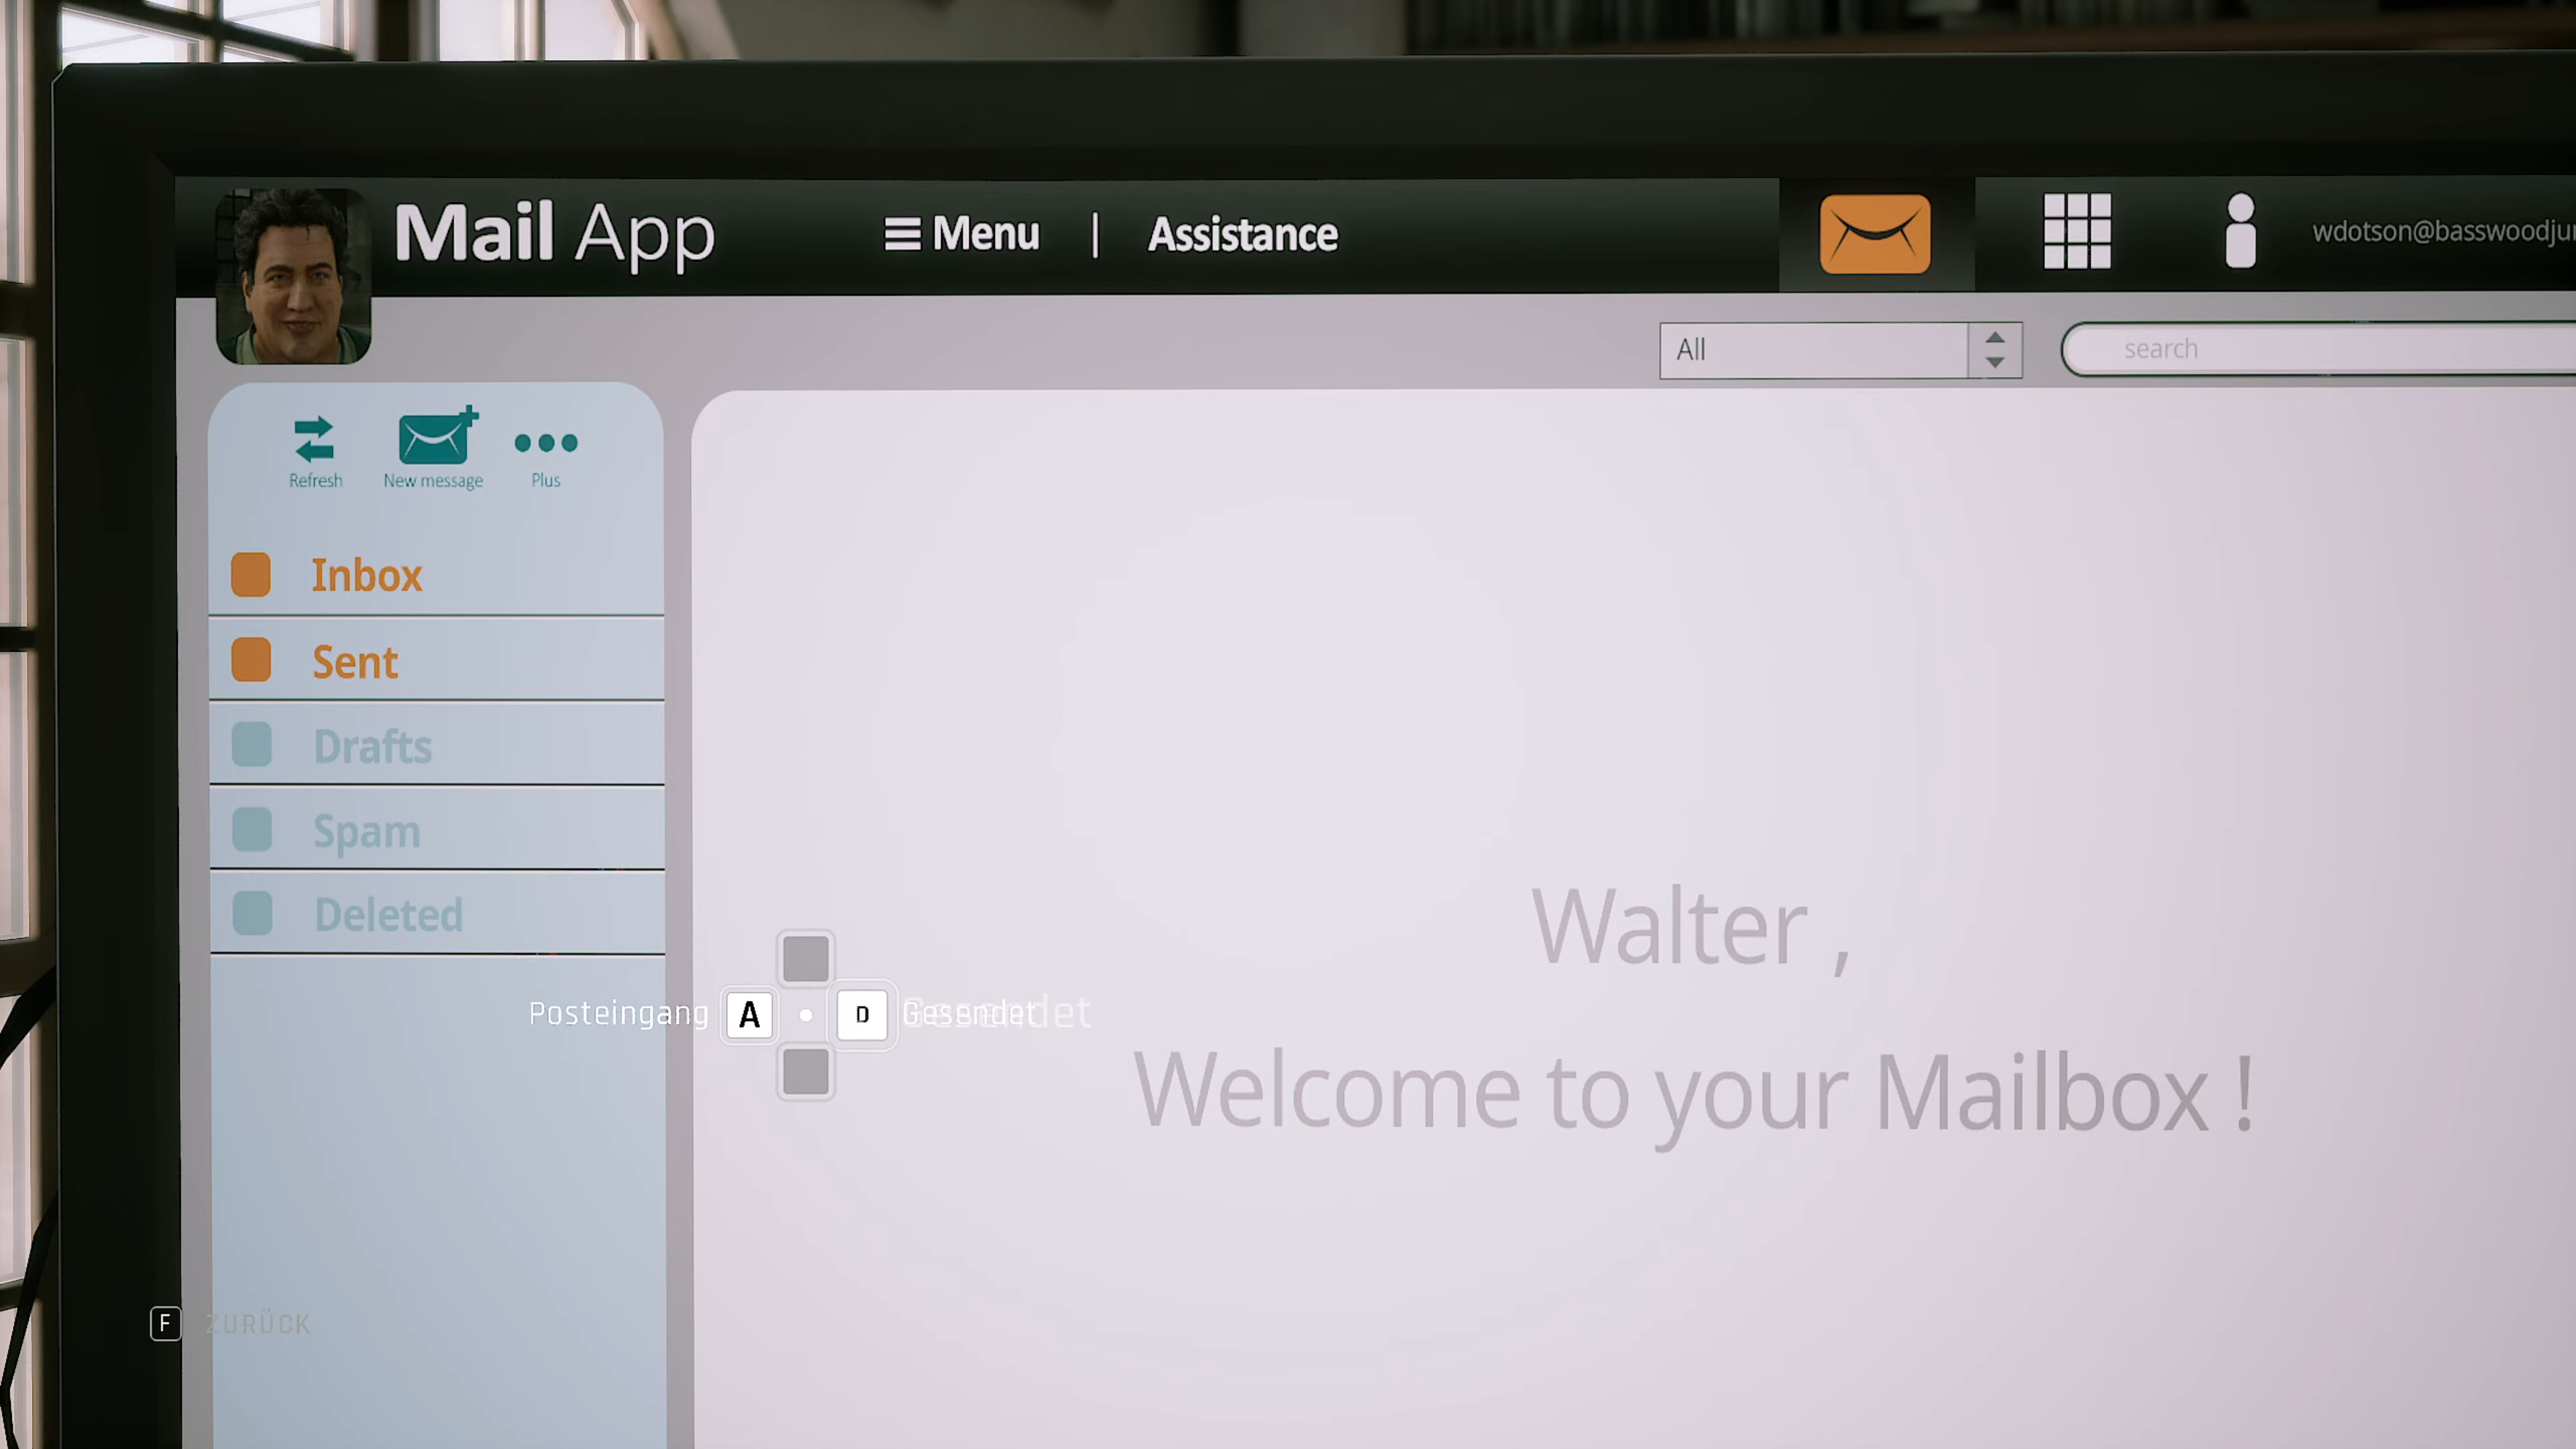 Mail App
Menu | Assistance
wdotson@basswoodju
All
search
Refresh
New message
Plus
Inbox
Sent
Drafts
Spam
Deleted
Walter ,
Posteingang A D Gesendet
Welcome to your Mailbox !
F ZURÜCK